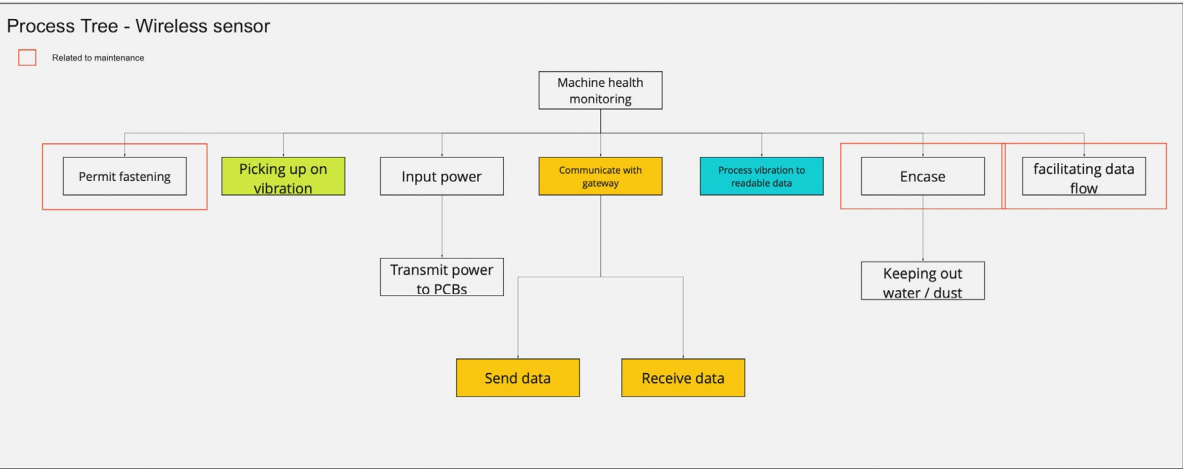 Process Tree - Wireless sensor
Related to maintenance
Machine health
monitoring
Permit fastening
Picking up on
vibration
Input power
Communicate with
gateway
Process vibration to
readable data
Encase
facilitating data
flow
Transmit power
to PCBs
Keeping out
water / dust
Send data
Receive data